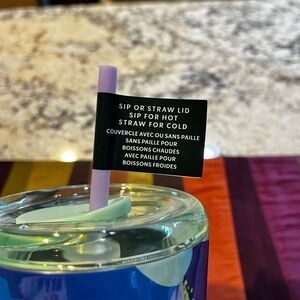 SIP OR STRAW LID
SIP FOR HOT
STRAW FOR COLD
COUVERCLE AVEC OU SANS PAILLE
SANS PAILLE POUR
BOISSONS CHAUDES
AVEC PAILLE POUR
BOISSONS FROIDES